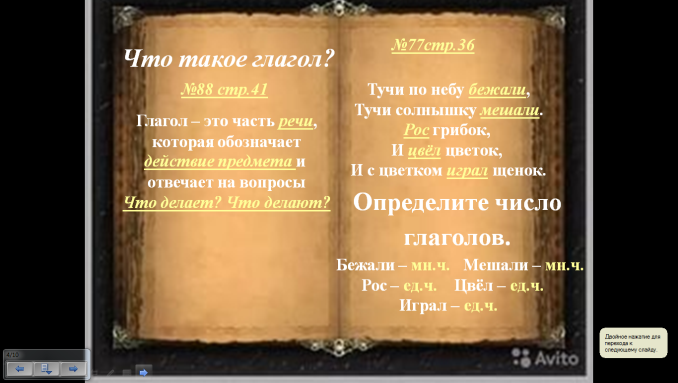 Что такое глагол?
№88 стр.41
Глагол – это часть речи,
которая обозначает
действие предмета и
отвечает на вопросы
Что делает? Что делают?
№77стр.36
Тучи по небу бежали,
Тучи солнышку мешали.
Рос грибок,
И цвёл цветок,
И с цветком играл щенок.
Определите число
глаголов.
Бежали – мн.ч. Мешали – мн.ч.
Рос – ед.ч. Цвёл – ед.ч.
Играл – ед.ч.
4/10
Avito
Двойное нажатие для
перехода к
следующему слайду.